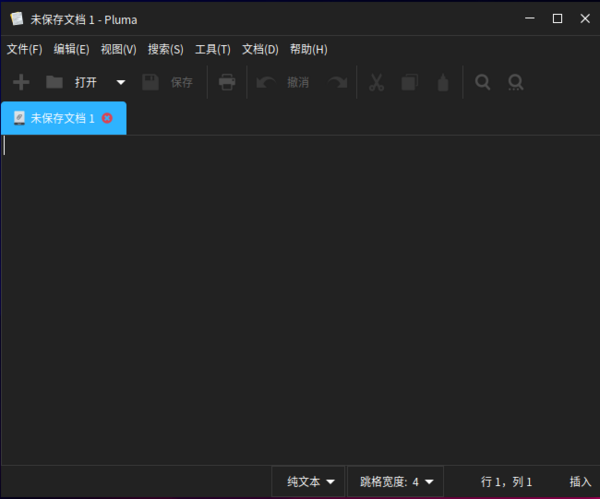 未保存文档 1 - Pluma
文件(F) 编辑(E) 视图(V) 搜索(S) 工具(T) 文档(D) 帮助(H)
打开 保存 撤消
未保存文档 1
纯文本 跳格宽度: 4 行 1，列 1 插入